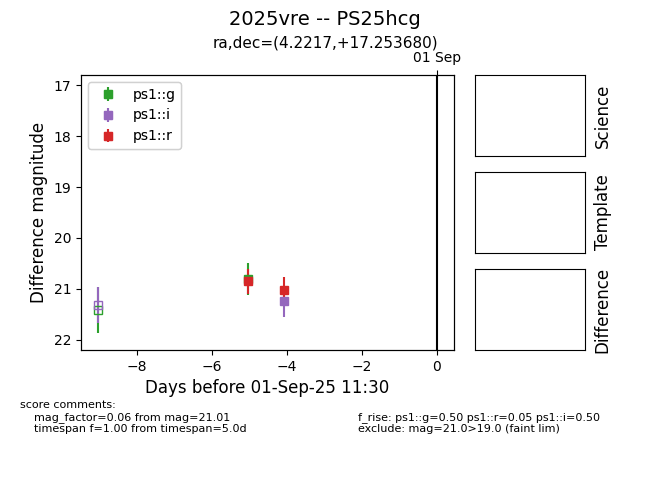 2025vre -- PS25hcg
ra,dec=(4.2217,+17.253680)
01 Sep
ps1::g
ps1::i
ps1::r
17
18
19
20
21
22
Difference magnitude
−8
−6
−4
−2
0
Days before 01-Sep-25 11:30
Science
Template
Difference
score comments:
mag_factor=0.06 from mag=21.01
timespan f=1.00 from timespan=5.0d
f_rise: ps1::g=0.50 ps1::r=0.05 ps1::i=0.50
exclude: mag=21.0>19.0 (faint lim)